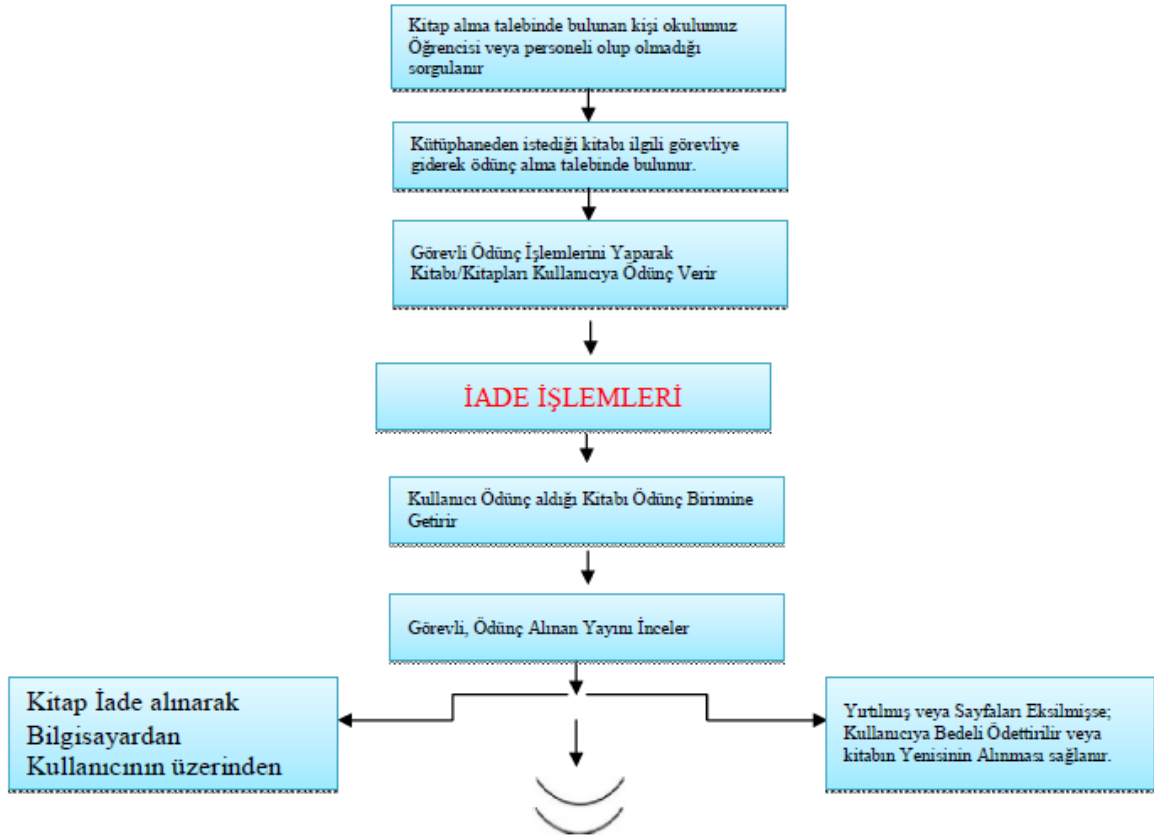 Kitap alma talebinde bulunan kişi okulumuz
Öğrencisi veya personeli olup olmadığı
sorgulanır
Kütüphaneden istediği kitabı ilgili görevliye
giderek ödünç alma talebinde bulunur.
Görevli Ödünç İşlemlerini Yaparak
Kitabı/Kitapları Kullanıcıya Ödünç Verir
İADE İŞLEMLERİ
Kullanıcı Ödünç aldığı Kitabı Ödünç Birimine
Getirir
Görevli, Ödünç Alınan Yayını İnceler
Kitap İade alınarak
Bilgisayardan
Kullanıcının üzerinden
Yırtılmış veya Sayfaları Eksilmişse;
Kullanıcıya Bedeli Ödettirilir veya
kitabın Yenisinin Alınması sağlanır.